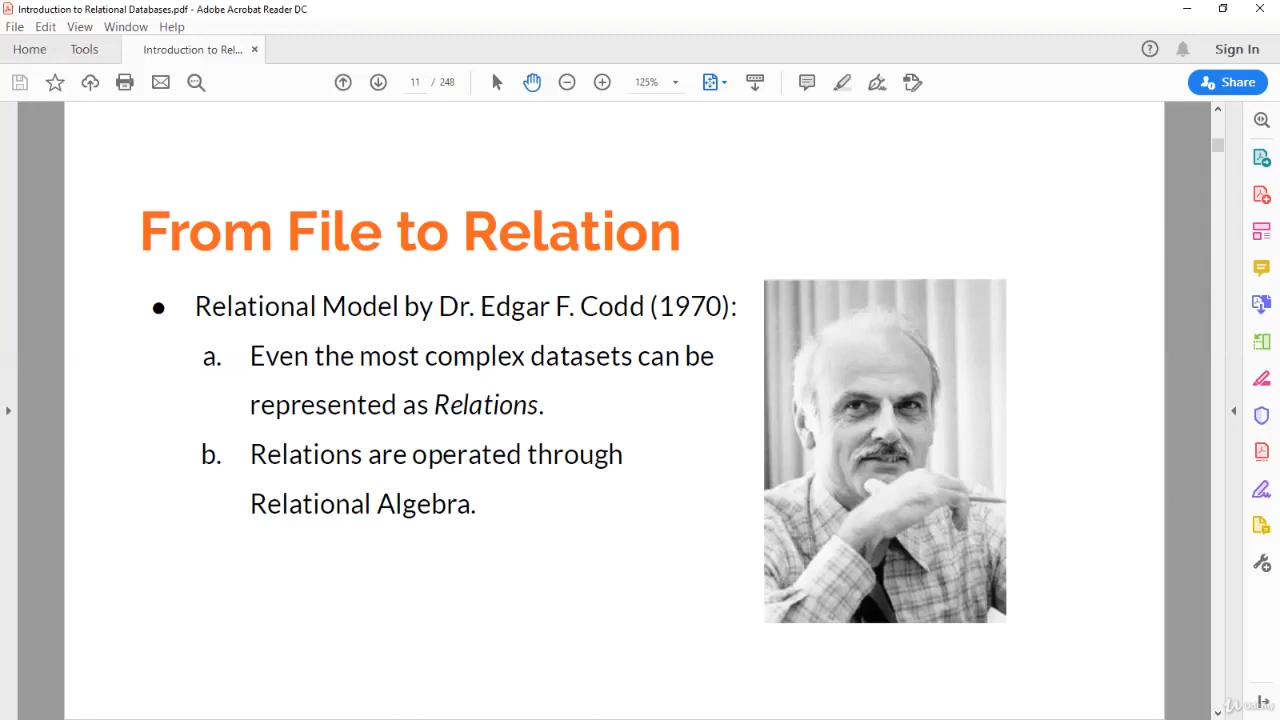 Introduction to Relational Databases.pdf - Adobe Acrobat Reader DC
File Edit View Window Help
Home Tools Introduction to Rel... × Sign In
11 / 248 125% Share
From File to Relation
● Relational Model by Dr. Edgar F. Codd (1970):
a. Even the most complex datasets can be
represented as Relations.
b. Relations are operated through
Relational Algebra.
Udemy